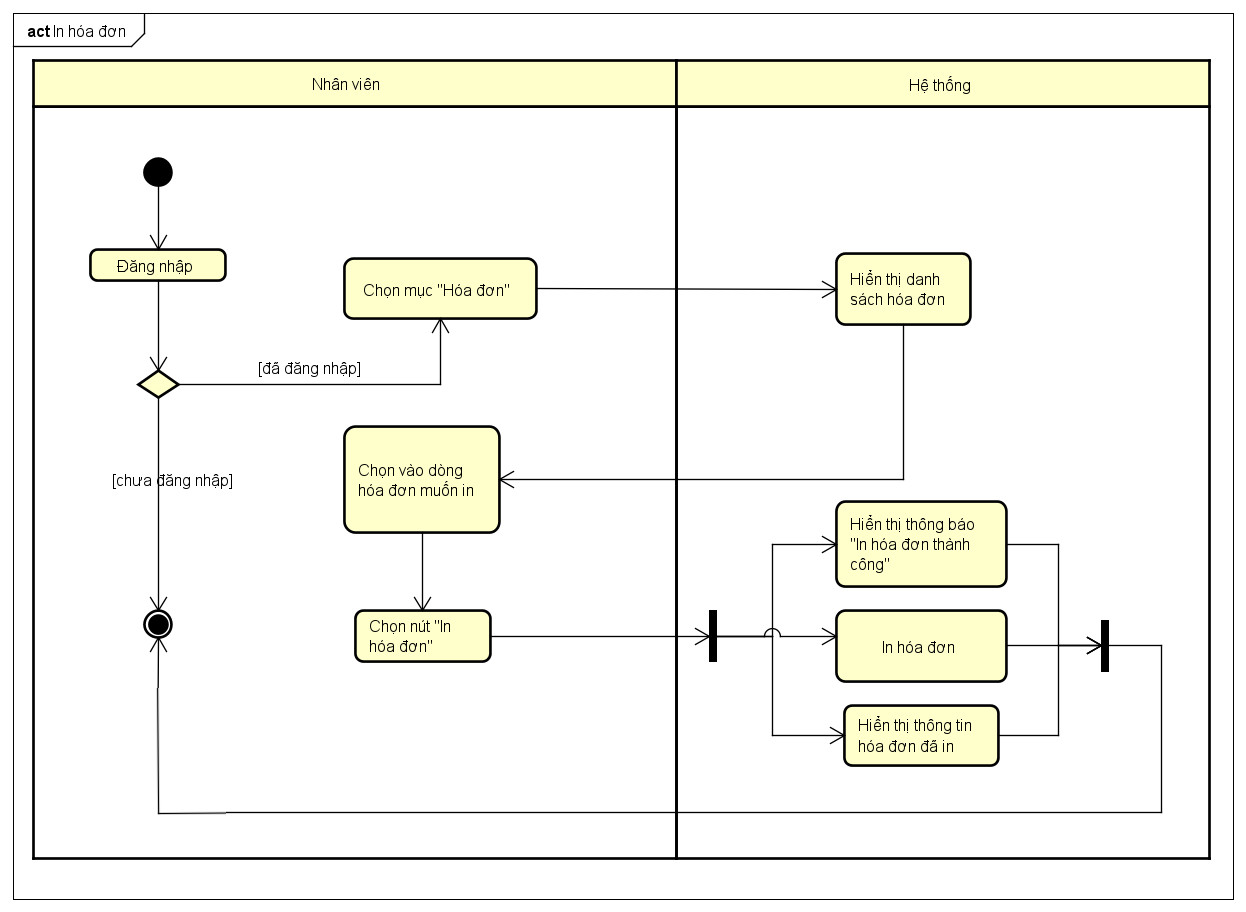 act In hóa đơn
Nhân viên
Hệ thống
Đăng nhập
Chọn mục "Hóa đơn"
Hiển thị danh
sách hóa đơn
[đã đăng nhập]
Chọn vào dòng
hóa đơn muốn in
[chưa đăng nhập]
Hiển thị thông báo
"In hóa đơn thành
công"
Chọn nút "In
hóa đơn"
In hóa đơn
Hiển thị thông tin
hóa đơn đã in